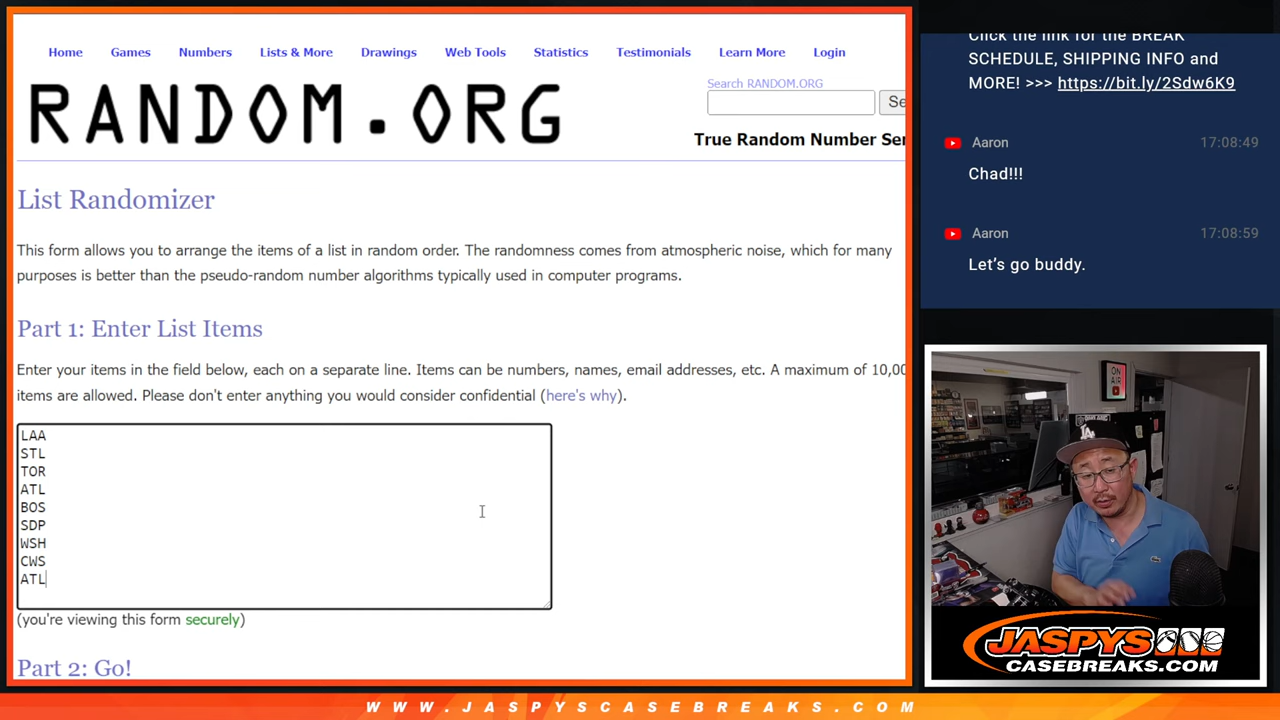 Home Games Numbers Lists & More Drawings Web Tools Statistics Testimonials Learn More Login
RANDOM.ORG
Search RANDOM.ORG
Se
True Random Number Ser
List Randomizer
This form allows you to arrange the items of a list in random order. The randomness comes from atmospheric noise, which for many
purposes is better than the pseudo-random number algorithms typically used in computer programs.
Part 1: Enter List Items
Enter your items in the field below, each on a separate line. Items can be numbers, names, email addresses, etc. A maximum of 10,00
items are allowed. Please don't enter anything you would consider confidential (here's why).
LAA
STL
TOR
ATL
BOS
SDP
WSH
CWS
ATL
(you're viewing this form securely)
Part 2: Go!
Click the link for the BREAK
SCHEDULE, SHIPPING INFO and
MORE! >>> https://bit.ly/2Sdw6K9
Aaron 17:08:49
Chad!!!
Aaron 17:08:59
Let's go buddy.
ON AIR
LA
JASPYS
CASEBREAKS.COM
WWW.JASPYSCASEBREAKS.COM